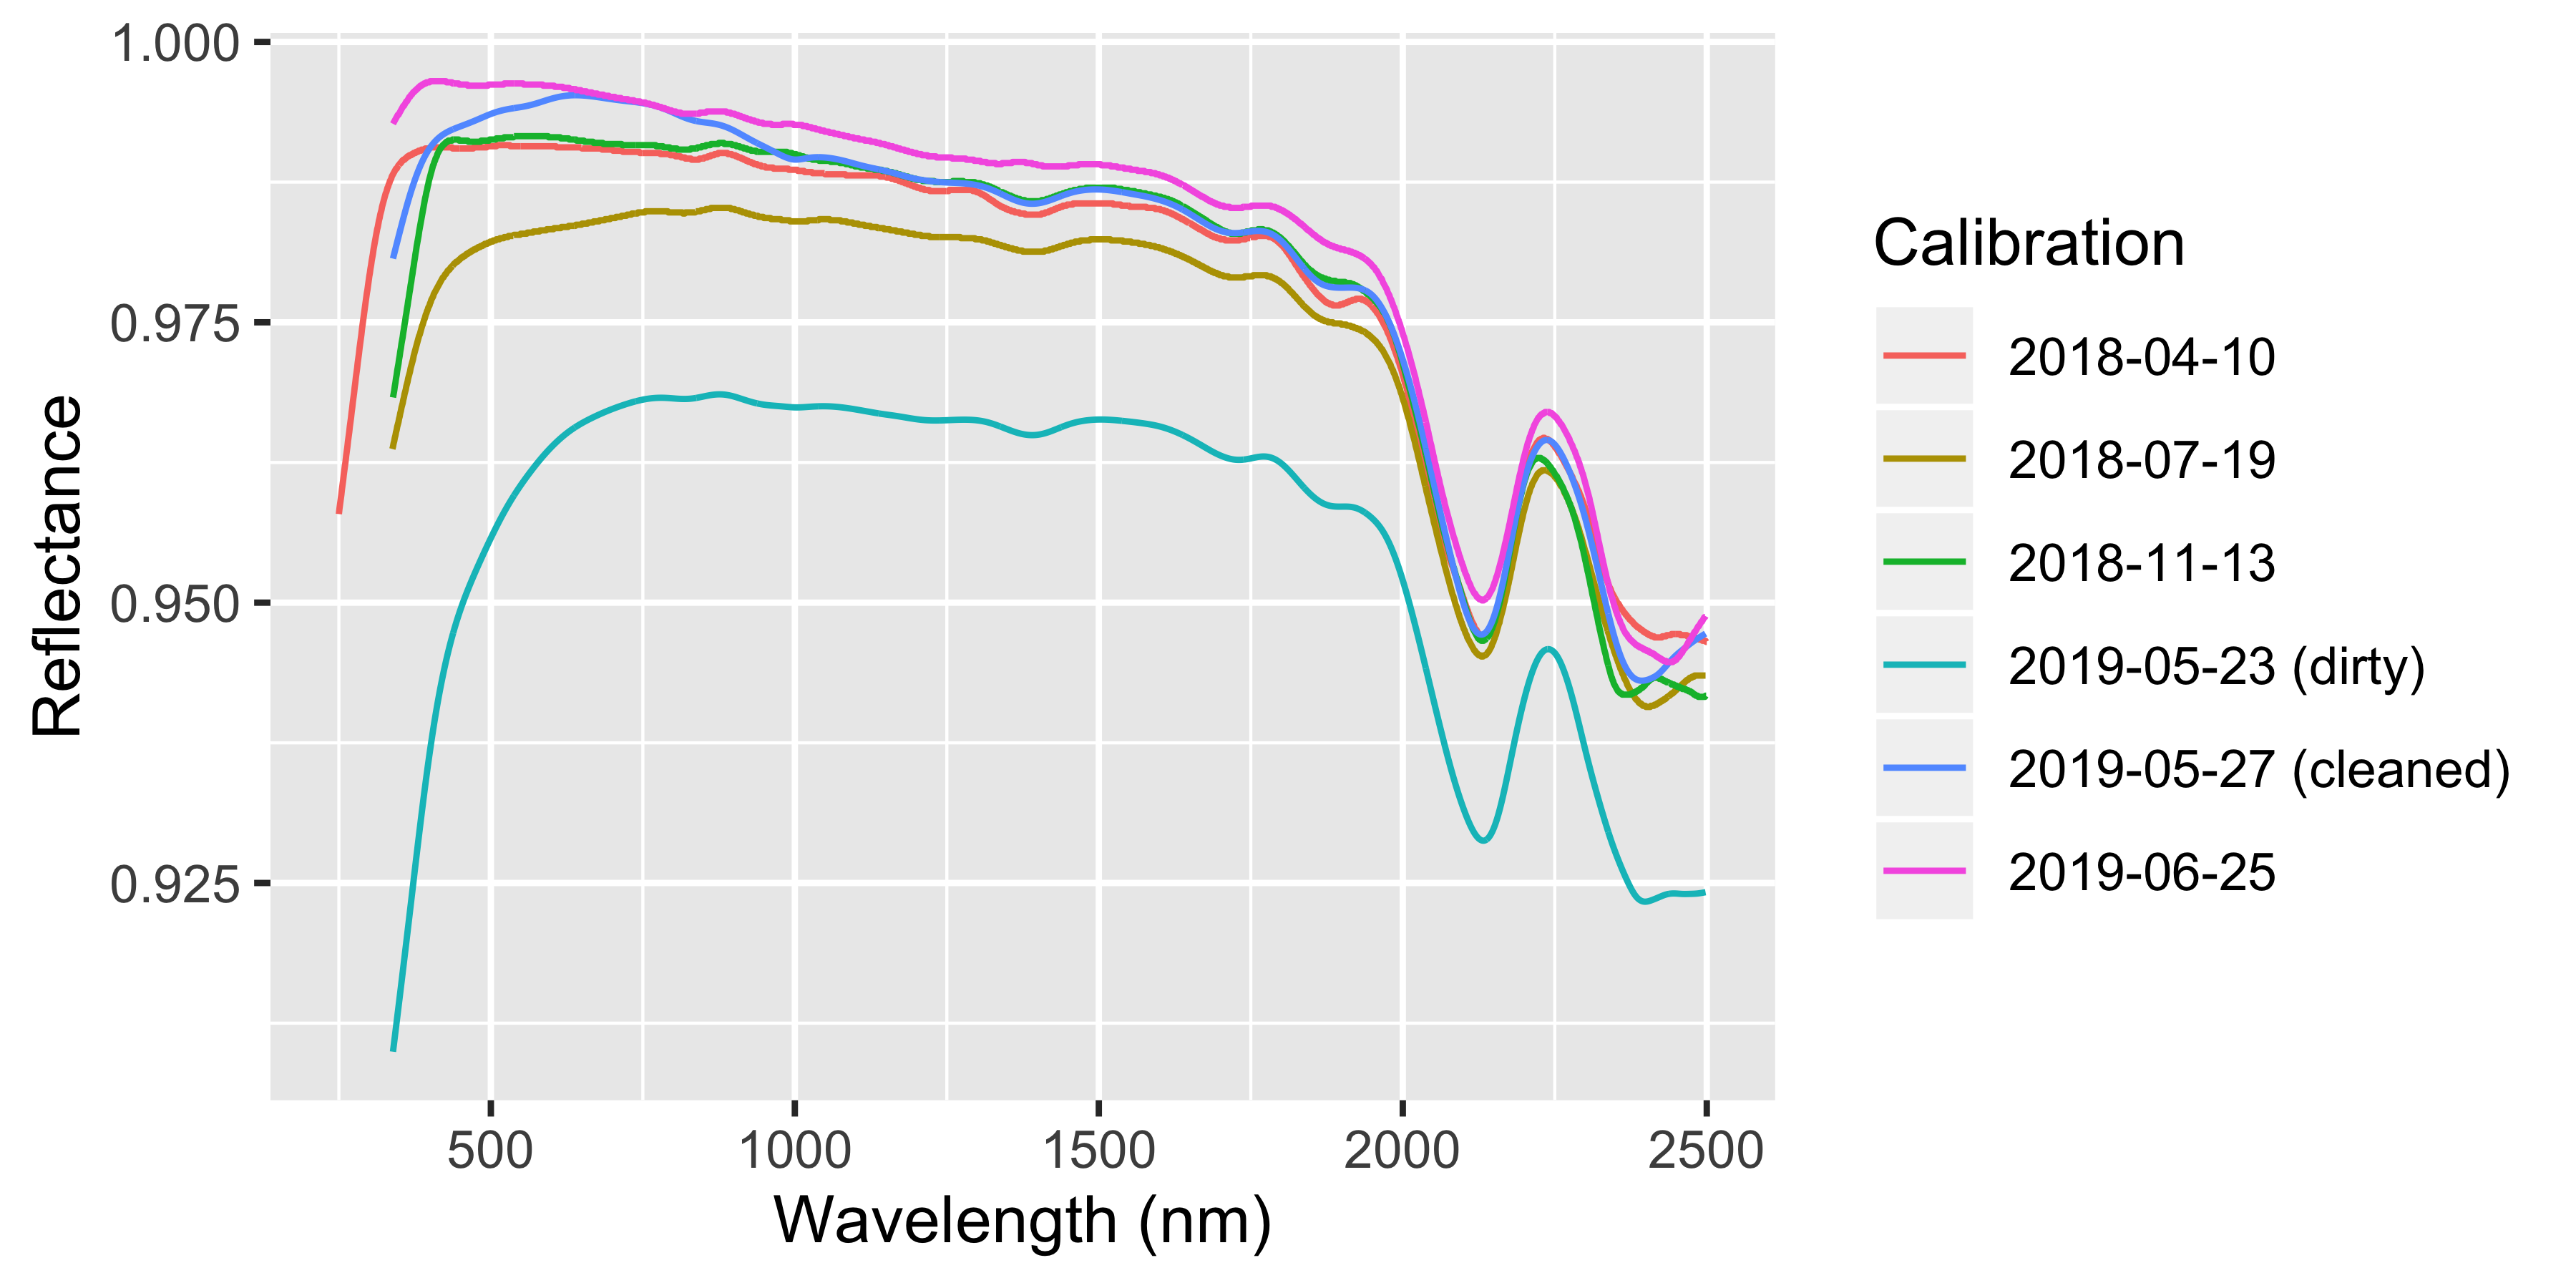 1.000
0.975
0.950
0.925
Reflectance
500 1000 1500 2000 2500
Wavelength (nm)
Calibration
2018-04-10
2018-07-19
2018-11-13
2019-05-23 (dirty)
2019-05-27 (cleaned)
2019-06-25